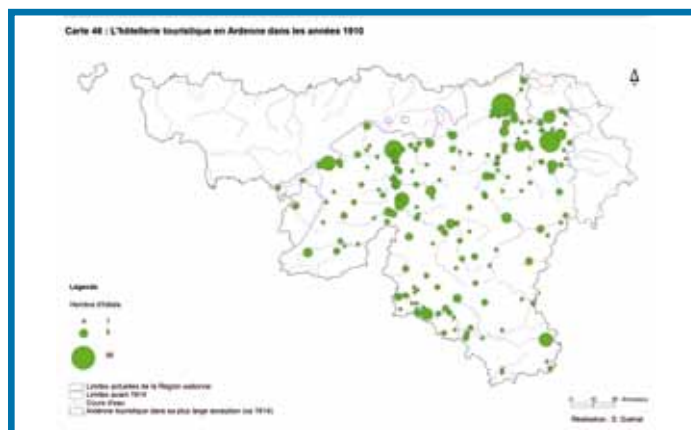 Carte 46 : L'hôtellerie touristique en Ardenne dans les années 1910
Légende
Nombre d'hôtels
1
5
Limites actuelles de la Région wallonne
Limites avant 1914
Cours d'eau
Ardenne touristique dans sa plus large acception (ca 1914)
Réalisation : S. Quériat